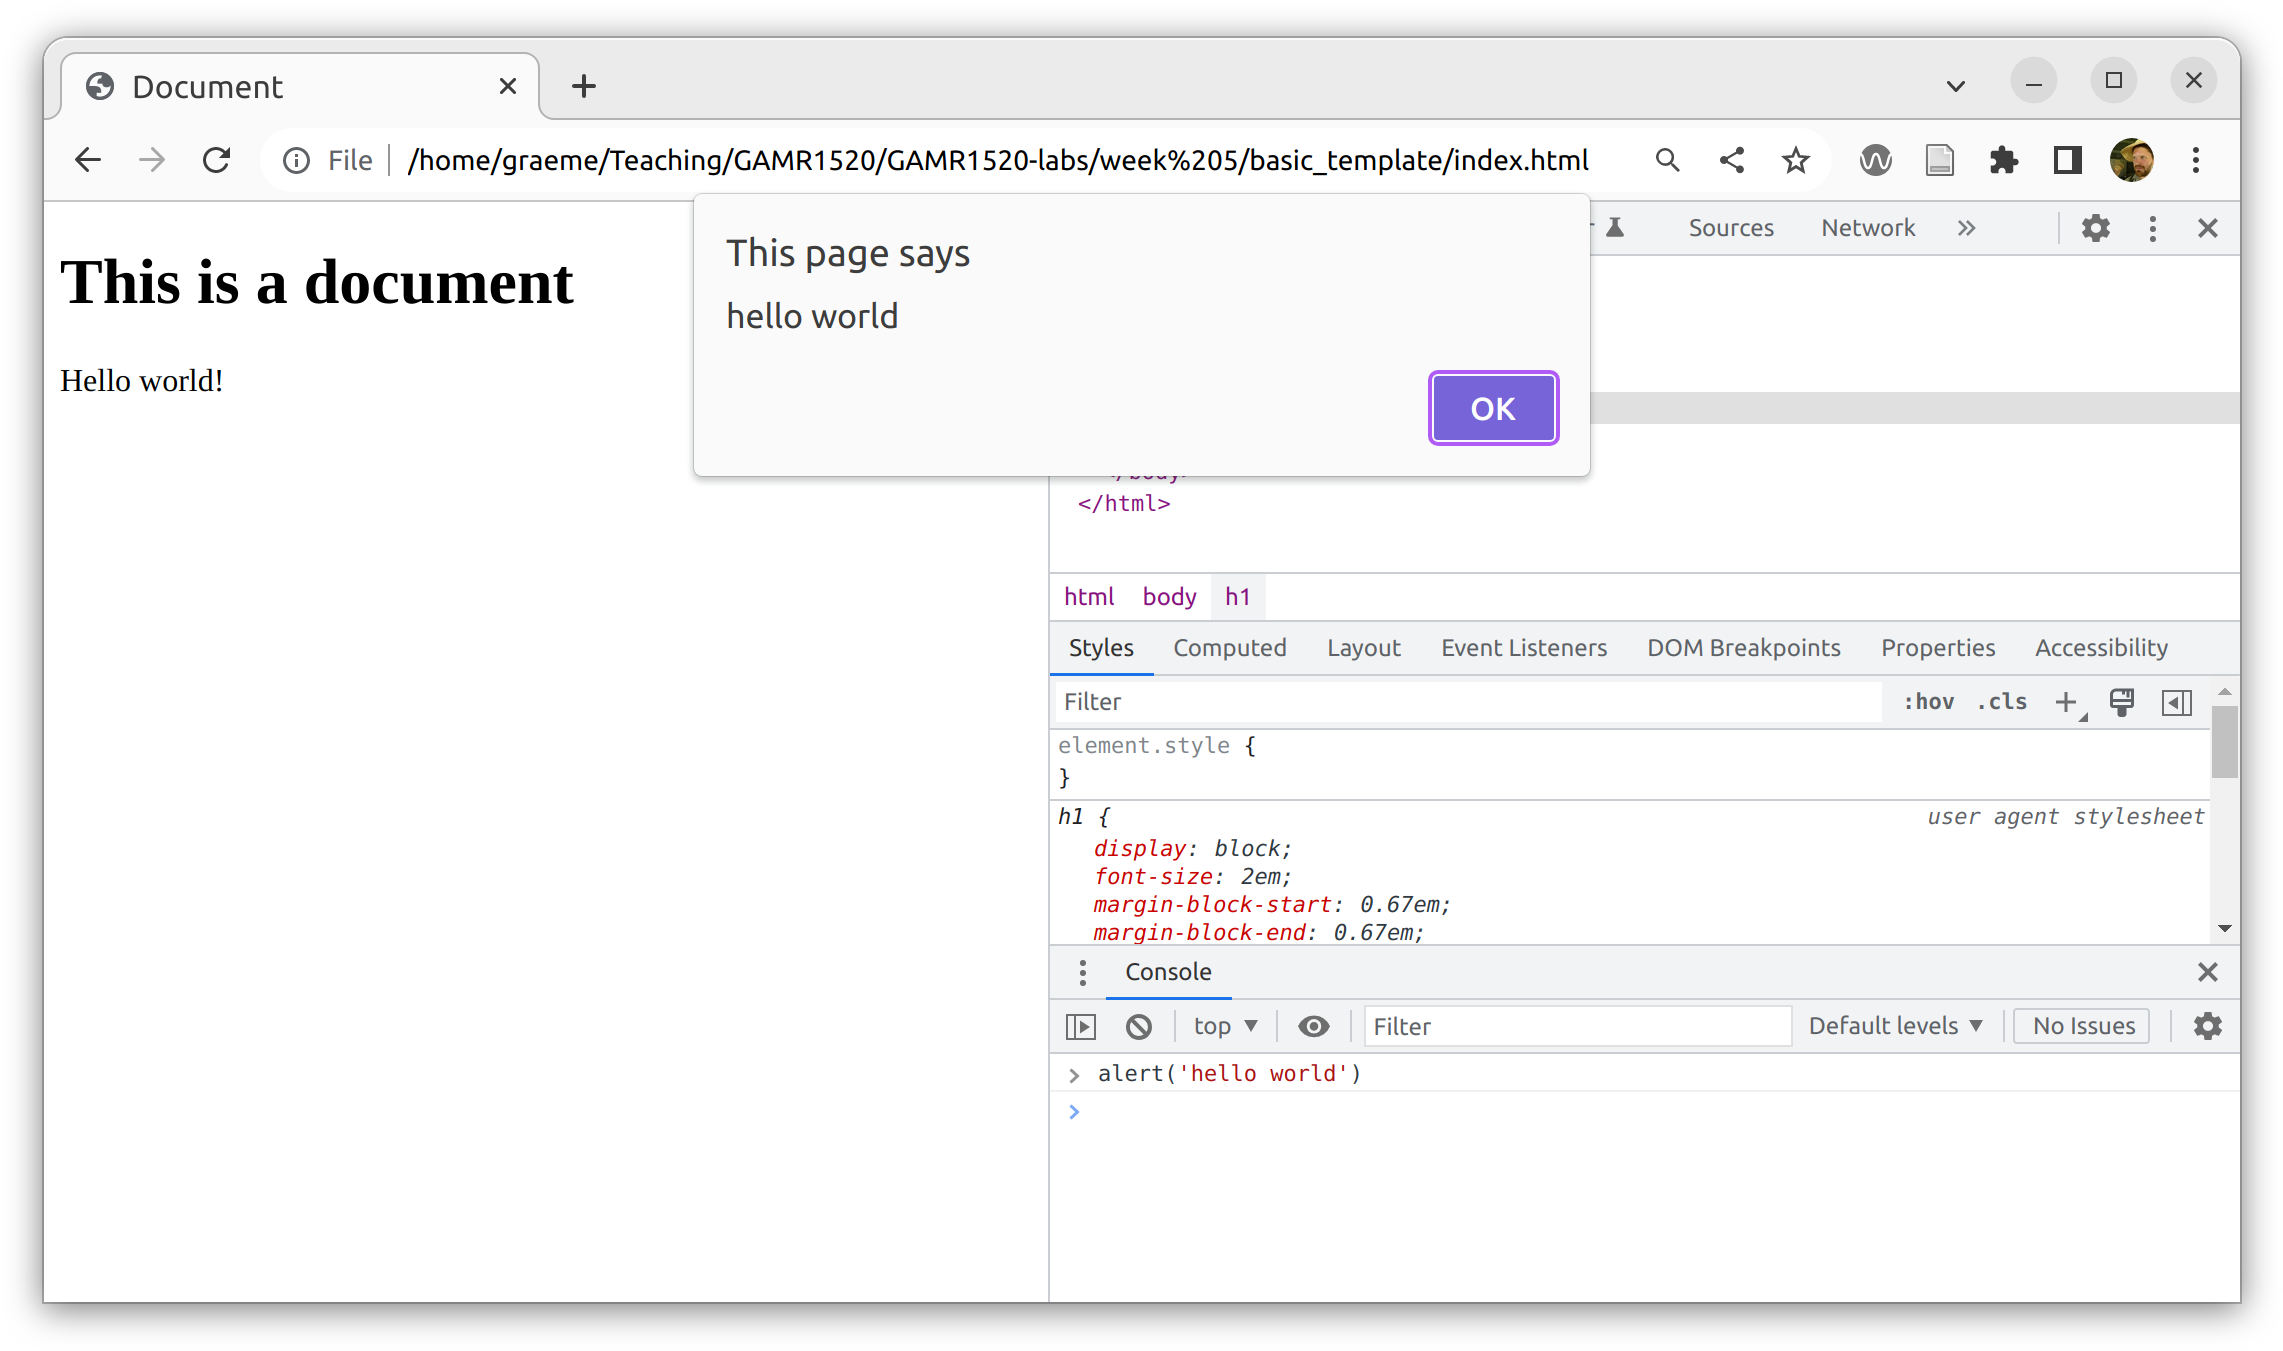 Document
File /home/graeme/Teaching/GAMR1520/GAMR1520-labs/week%205/basic_template/index.html
This is a document
Hello world!
This page says
hello world
OK
Sources Network
</html>
html body h1
Styles Computed Layout Event Listeners DOM Breakpoints Properties Accessibility
Filter :hov .cls
element.style {
}
h1 { user agent stylesheet
display: block;
font-size: 2em;
margin-block-start: 0.67em;
margin-block-end: 0.67em;
Console
top Filter Default levels No Issues
alert('hello world')